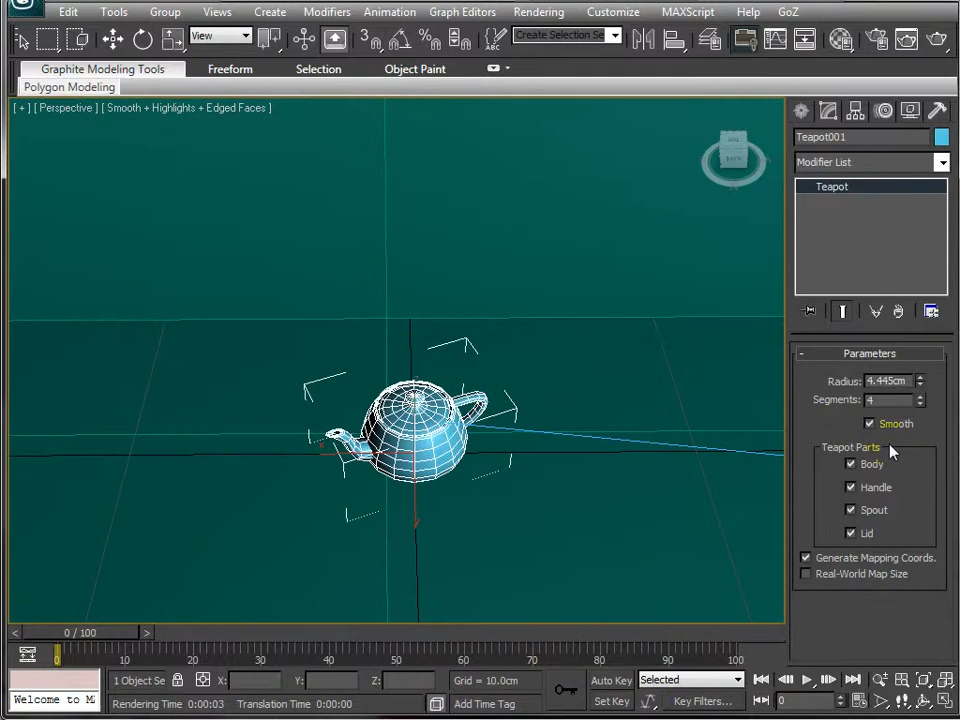 Edit Tools Group Views Create Modifiers Animation Graph Editors Rendering Customize MAXScript Help GoZ
View 3 % ABC Create Selection Se
Graphite Modeling Tools Freeform Selection Object Paint
Polygon Modeling
[ + ] [ Perspective ] [ Smooth + Highlights + Edged Faces ]
Teapot001
Modifier List
Teapot
- Parameters
Radius: 4.445cm
Segments: 4
Smooth
Teapot Parts
Body
Handle
Spout
Lid
Generate Mapping Coords.
Real-World Map Size
< 0 / 100 >
0 10 20 30 40 50 60 70 80 90 100
1 Object Se X: Y: Z: Grid = 10.0cm Auto Key Selected
Welcome to M Rendering Time 0:00:03 Translation Time 0:00:00 Add Time Tag Set Key Key Filters... 0